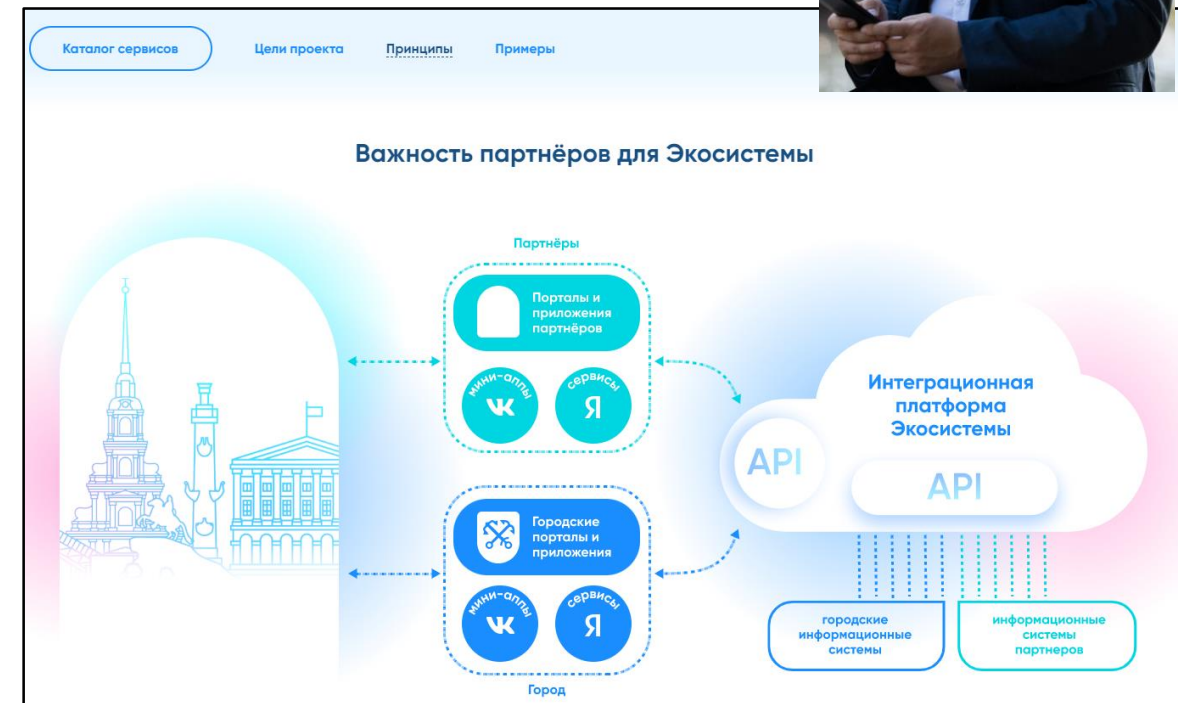 Каталог сервисов
Цели проекта
Принципы
Примеры
Важность партнёров для Экосистемы
Партнёры
Порталы и
приложения
партнёров
мини-аппы
сервисы
Я
Интеграционная
платформа
Экосистемы
API
API
Городские
порталы и
приложения
мини-аппы
сервисы
Я
городские
информационные
системы
информационные
системы
партнеров
Город